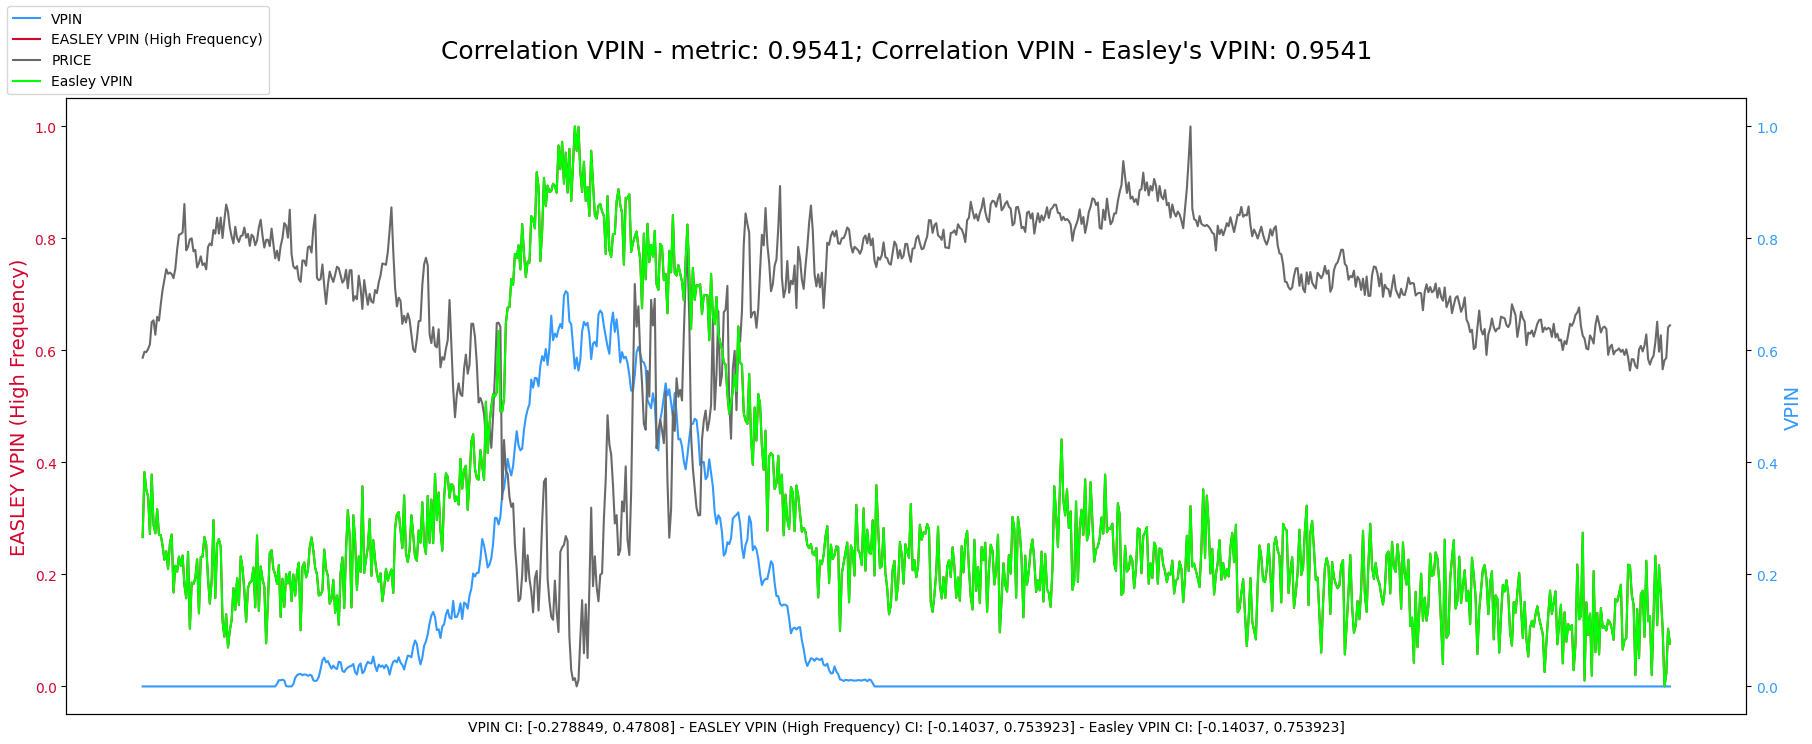 VPIN
EASLEY VPIN (High Frequency)
PRICE
Easley VPIN
Correlation VPIN - metric: 0.9541; Correlation VPIN - Easley's VPIN: 0.9541
EASLEY VPIN (High Frequency)
1.0
0.8
0.6
0.4
0.2
0.0
1.0
0.8
0.6
0.4
0.2
0.0
VPIN
VPIN CI: [-0.278849, 0.47808] - EASLEY VPIN (High Frequency) CI: [-0.14037, 0.753923] - Easley VPIN CI: [-0.14037, 0.753923]